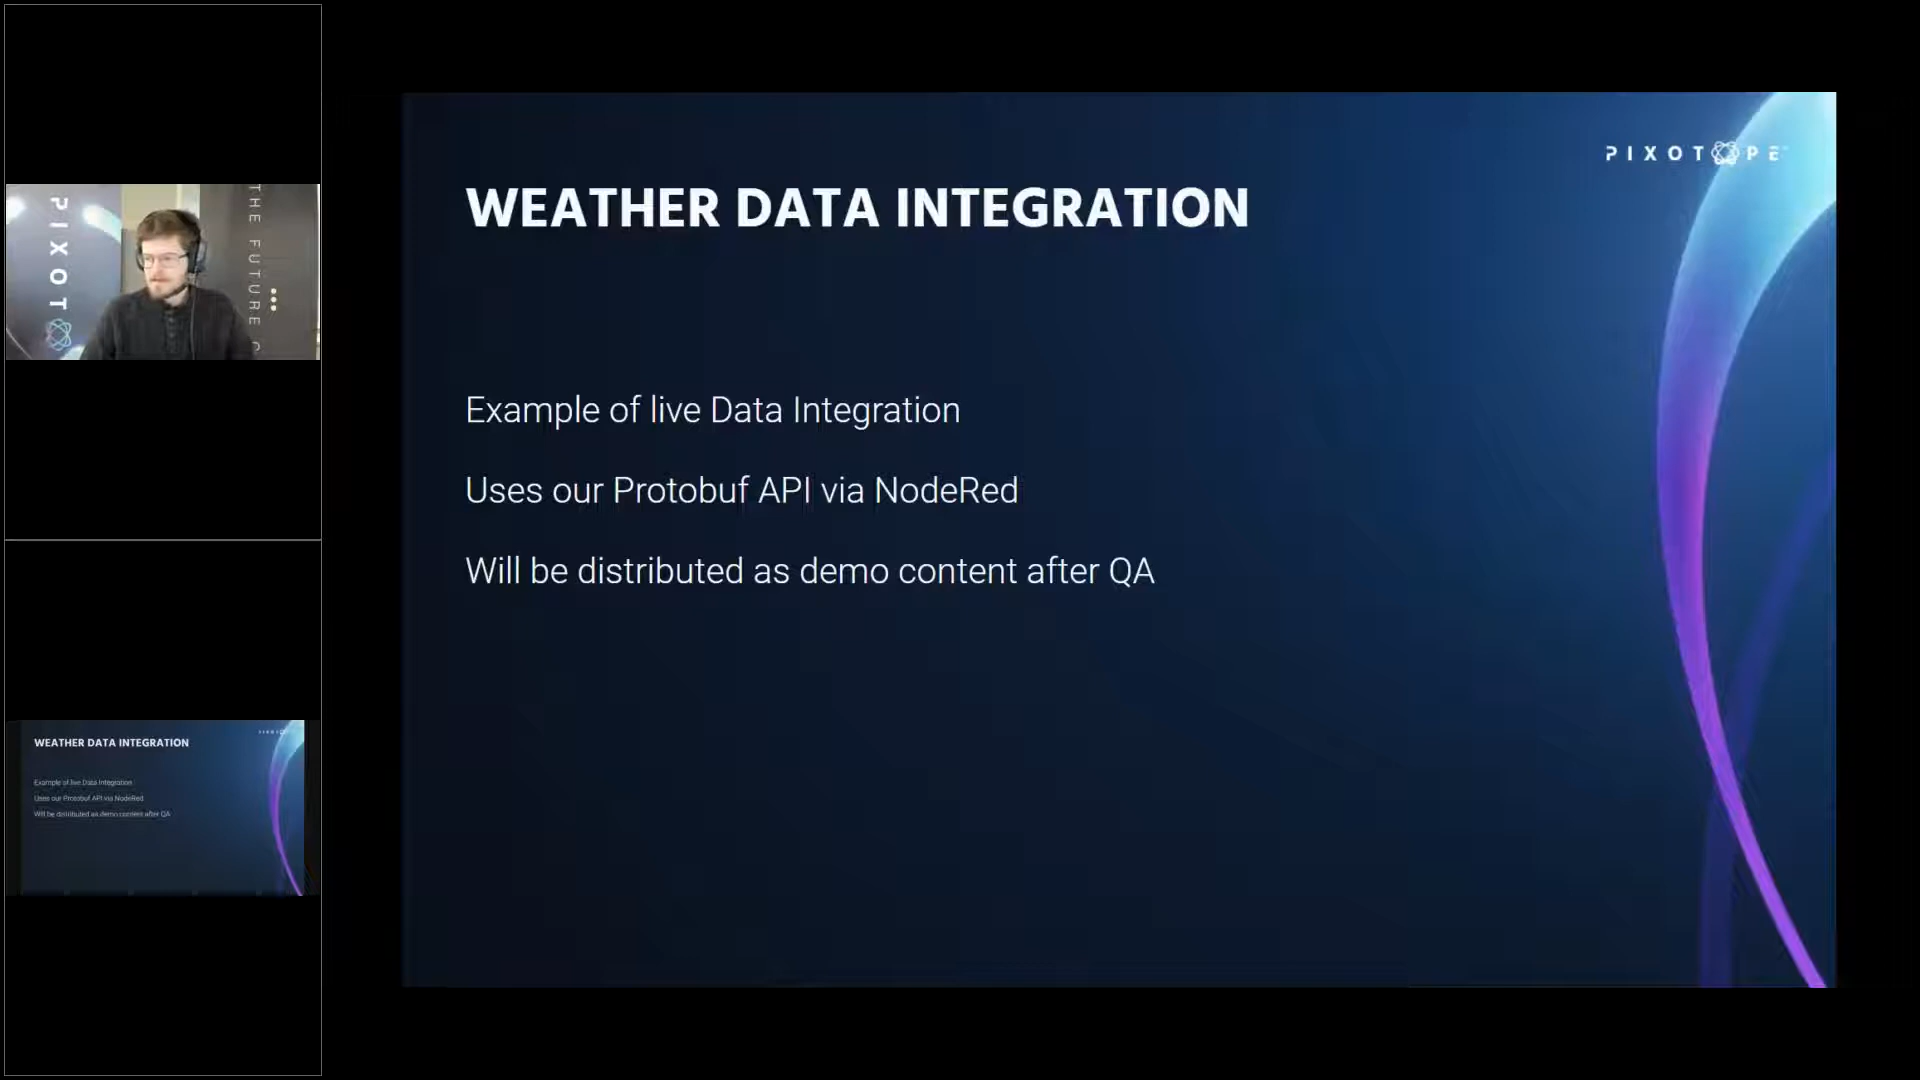 PIXOT
THE FUTURE
PIXOTOPE
WEATHER DATA INTEGRATION
Example of live Data Integration
Uses our Protobuf API via NodeRed
Will be distributed as demo content after QA
WEATHER DATA INTEGRATION
Example of live Data Integration
Uses our Protobuf API via NodeRed
Will be distributed as demo content after QA